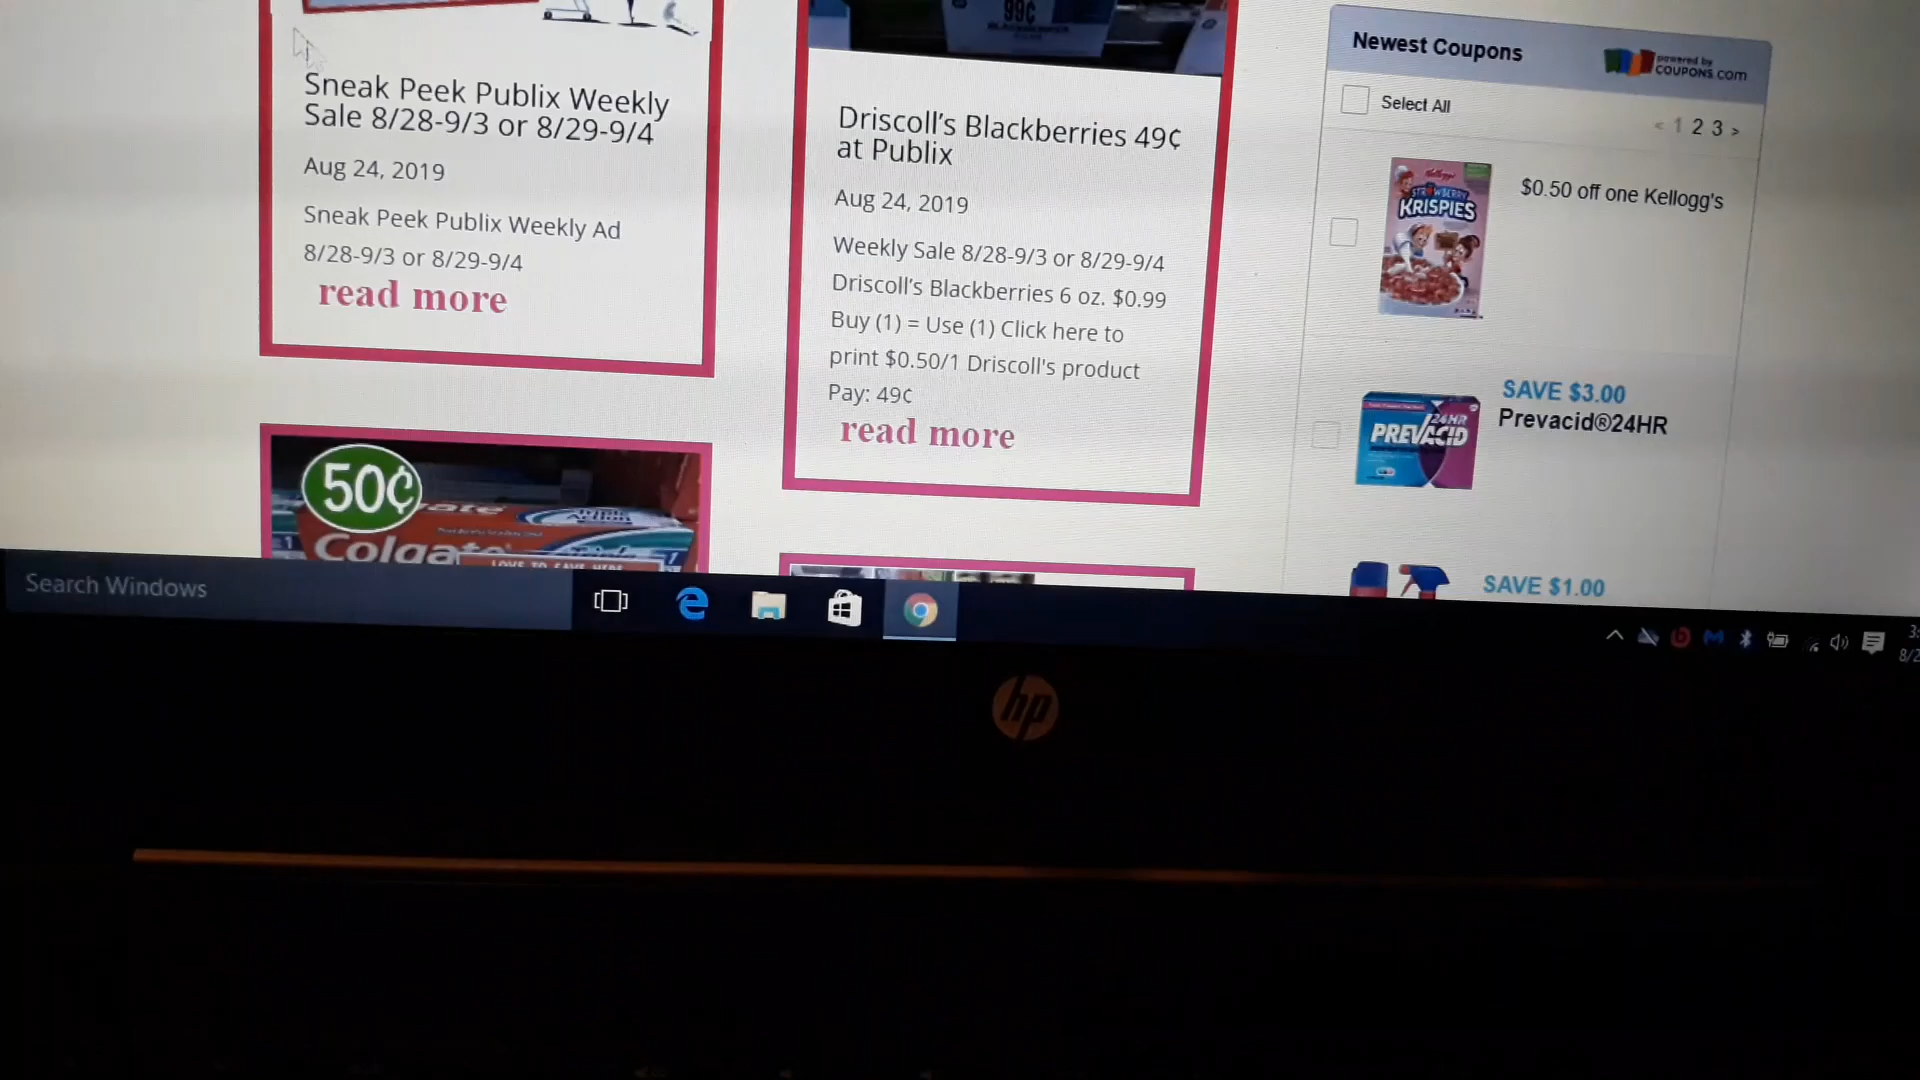 Sneak Peek Publix Weekly
Sale 8/28-9/3 or 8/29-9/4
Aug 24, 2019
Sneak Peek Publix Weekly Ad
8/28-9/3 or 8/29-9/4
read more
50¢
Colgate
99¢
Driscoll's Blackberries 49¢
at Publix
Aug 24, 2019
Weekly Sale 8/28-9/3 or 8/29-9/4
Driscoll's Blackberries 6 oz. $0.99
Buy (1) = Use (1) Click here to
print $0.50/1 Driscoll's product
Pay: 49¢
read more
Newest Coupons
powered by
COUPONS.com
Select All
< 1 2 3 >
Kellogg's
STRAWBERRY
KRISPIES
$0.50 off one Kellogg's
24HR
PREVACID
SAVE $3.00
Prevacid®24HR
SAVE $1.00
Search Windows
hp